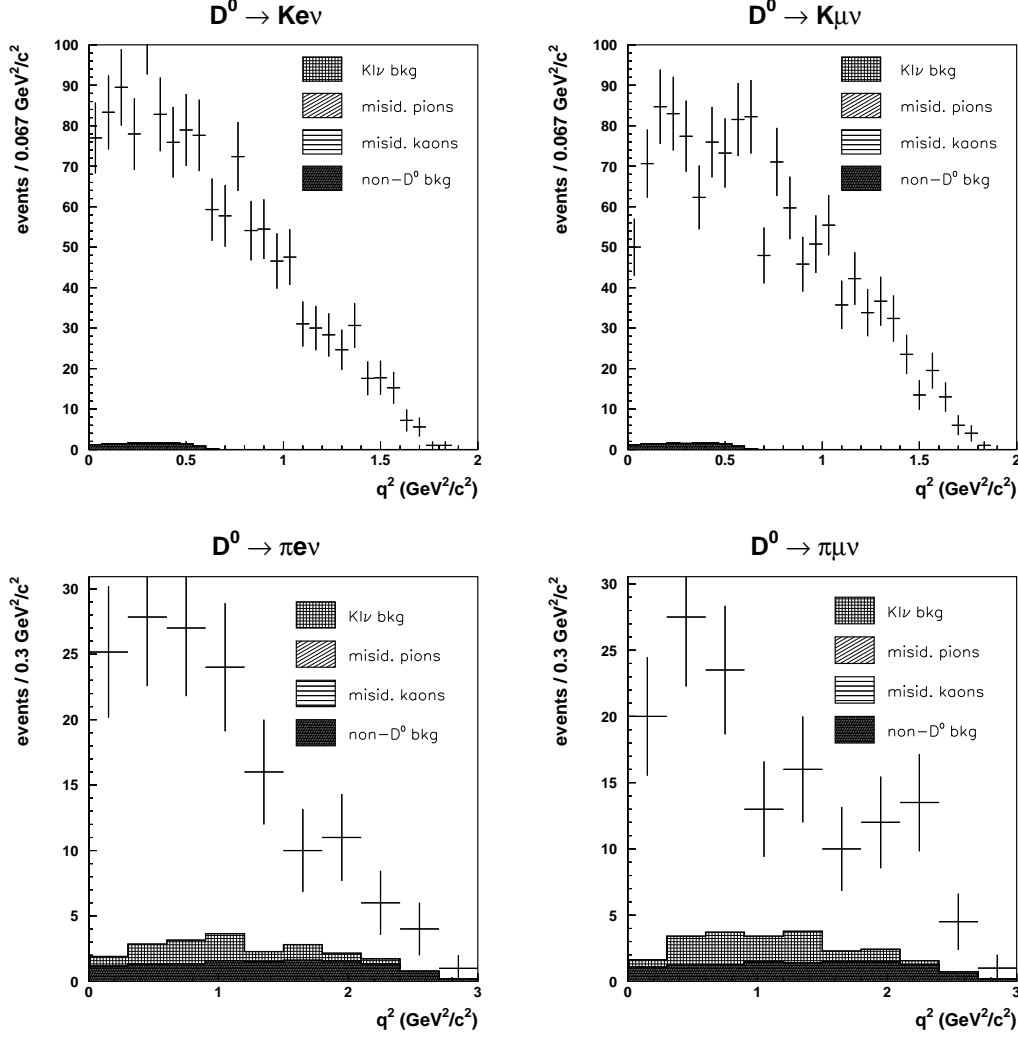 D⁰ → Keν
events / 0.067 GeV²/c²
100
90
80
70
60
50
40
30
20
10
0
Klν bkg
misid. pions
misid. kaons
non−D⁰ bkg
0 0.5 1 1.5 2
q² (GeV²/c²)
D⁰ → Kμν
events / 0.067 GeV²/c²
100
90
80
70
60
50
40
30
20
10
0
Klν bkg
misid. pions
misid. kaons
non−D⁰ bkg
0 0.5 1 1.5 2
q² (GeV²/c²)
D⁰ → πeν
events / 0.3 GeV²/c²
30
25
20
15
10
5
0
Klν bkg
misid. pions
misid. kaons
non−D⁰ bkg
0 1 2 3
q² (GeV²/c²)
D⁰ → πμν
events / 0.3 GeV²/c²
30
25
20
15
10
5
0
Klν bkg
misid. pions
misid. kaons
non−D⁰ bkg
0 1 2 3
q² (GeV²/c²)